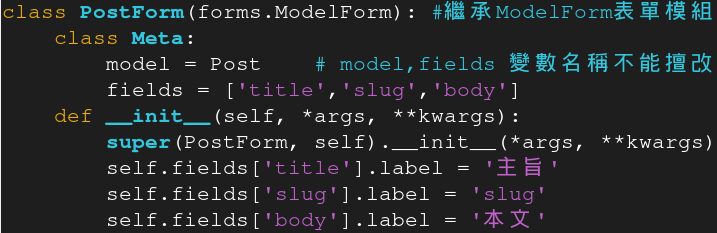 class PostForm(forms.ModelForm): #繼承ModelForm表單模組
    class Meta:
        model = Post    # model,fields 變數名稱不能擅改
        fields = ['title','slug','body']
    def __init__(self, *args, **kwargs):
        super(PostForm, self).__init__(*args, **kwargs)
        self.fields['title'].label = '主旨'
        self.fields['slug'].label = 'slug'
        self.fields['body'].label = '本文'